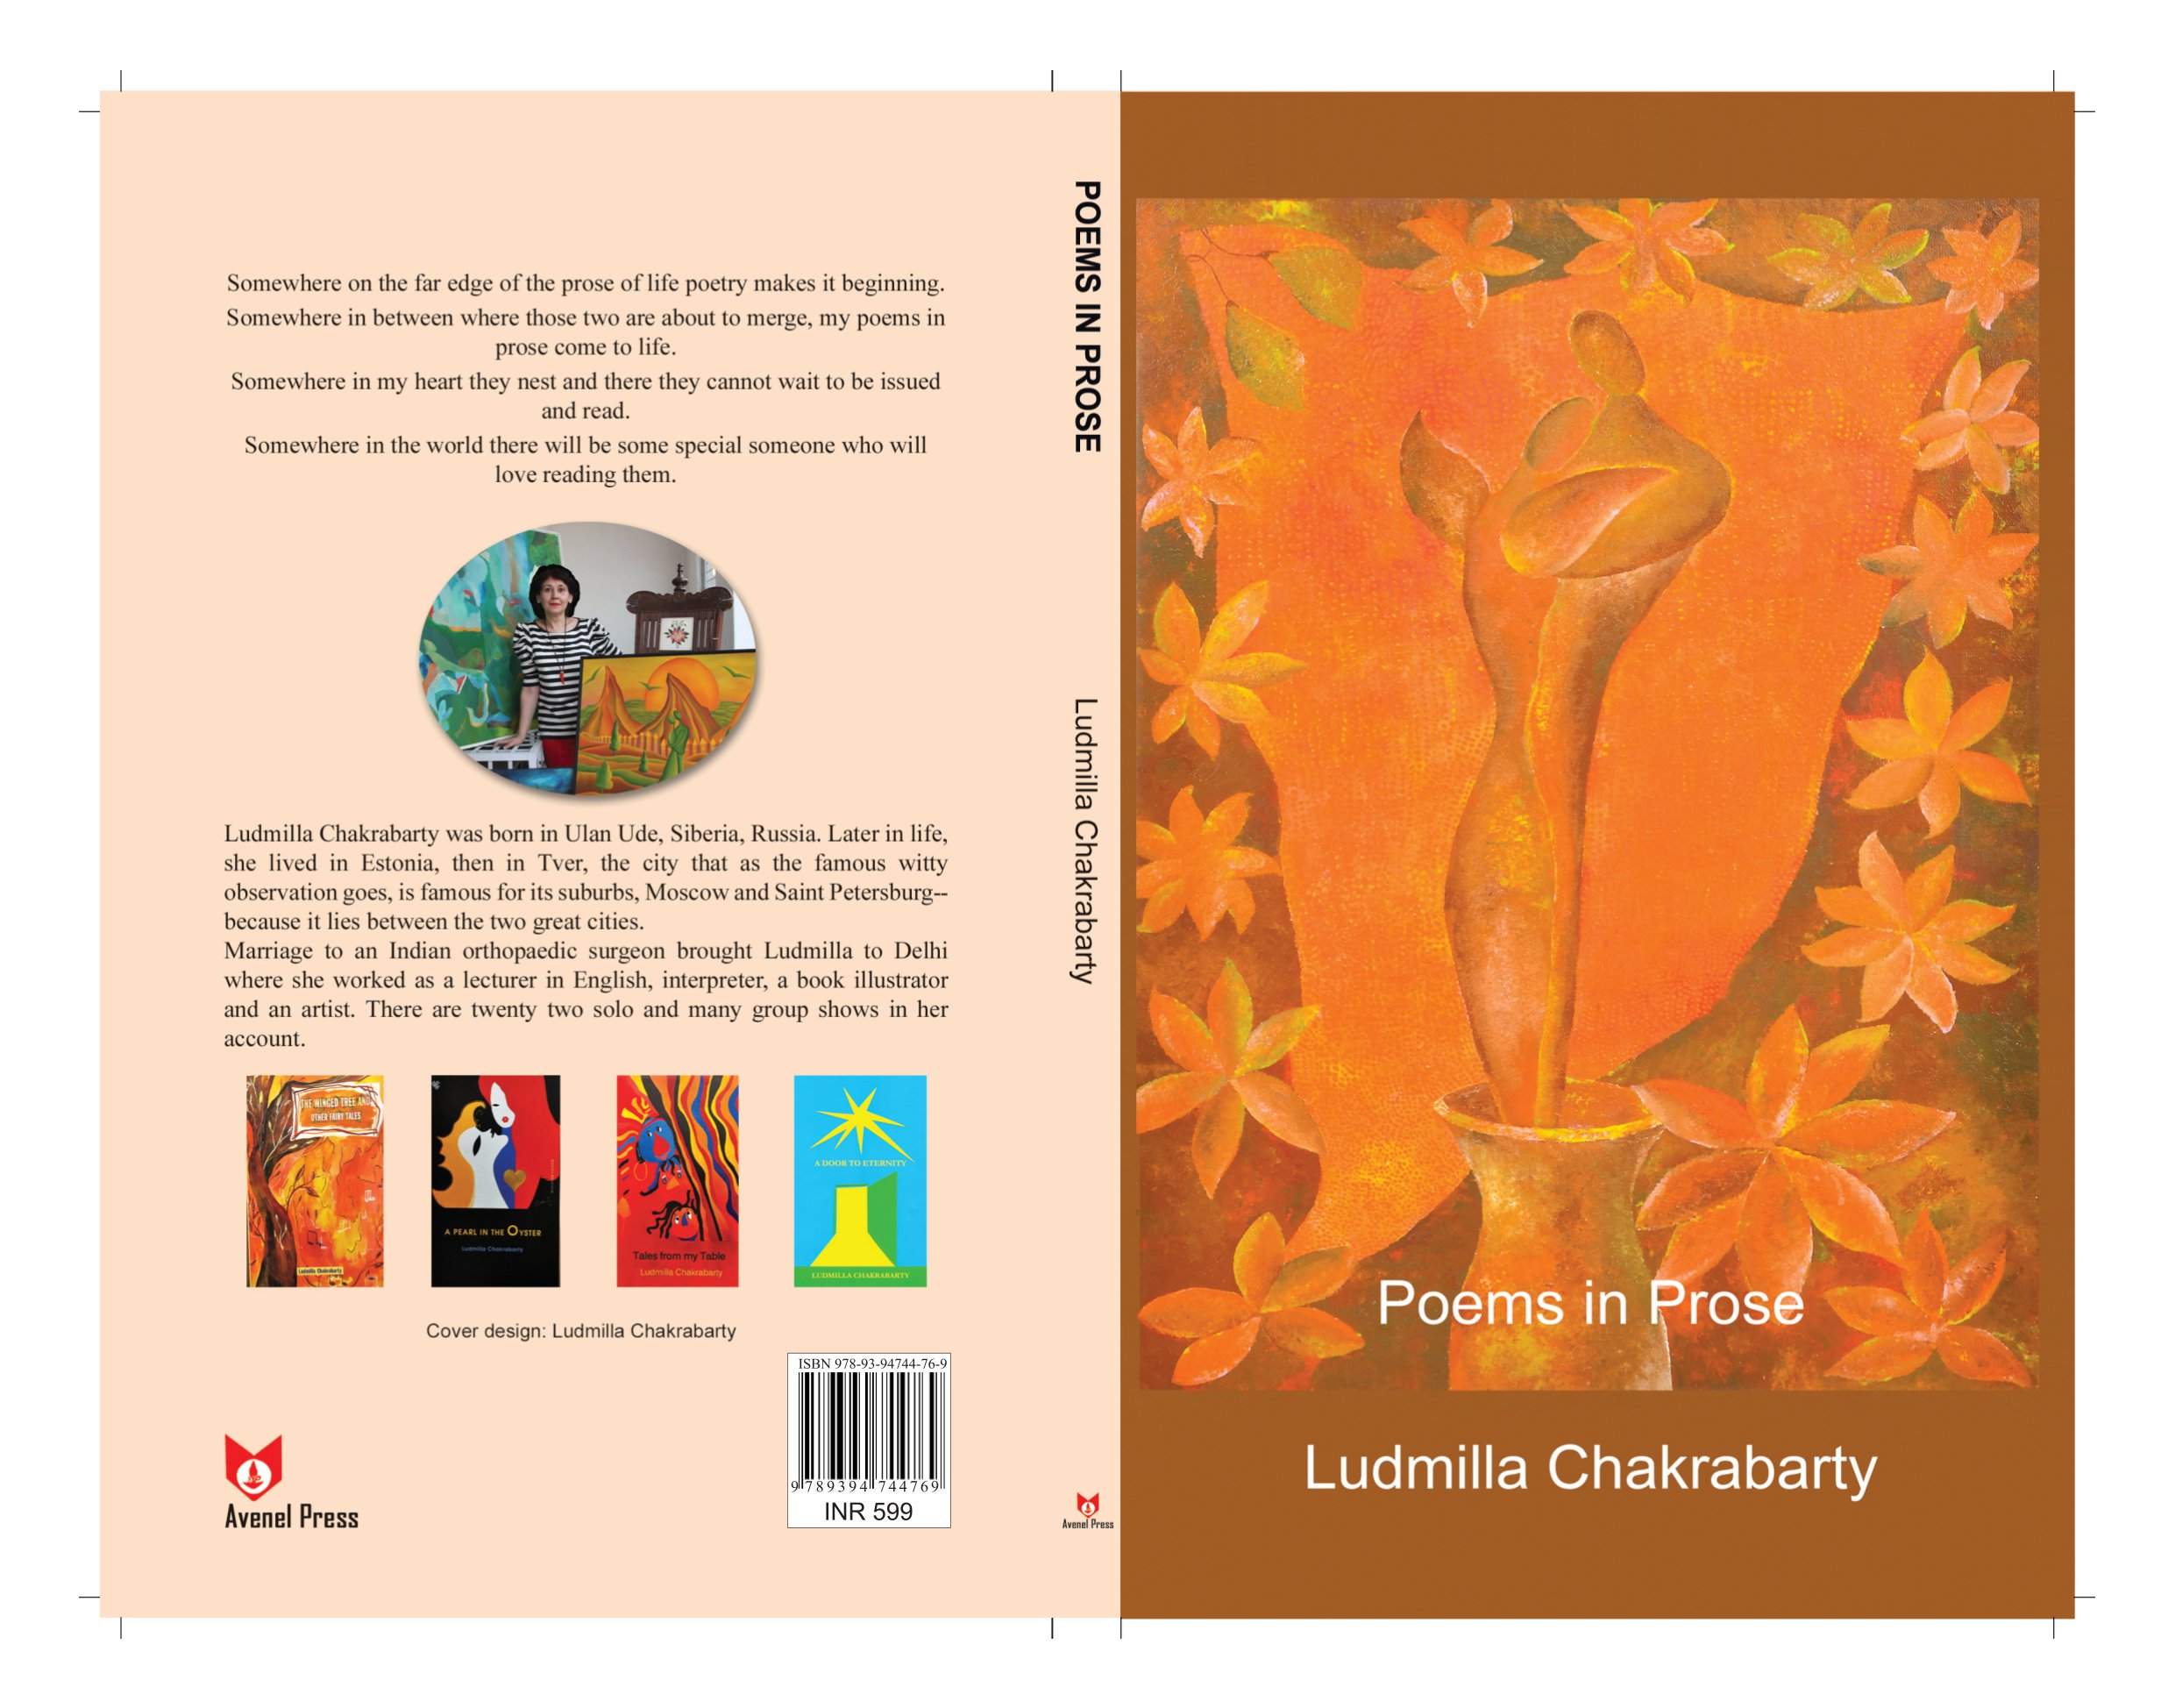 Somewhere on the far edge of the prose of life poetry makes it beginning.
Somewhere in between where those two are about to merge, my poems in
prose come to life.
Somewhere in my heart they nest and there they cannot wait to be issued
and read.
Somewhere in the world there will be some special someone who will
love reading them.
Ludmilla Chakrabarty was born in Ulan Ude, Siberia, Russia. Later in life,
she lived in Estonia, then in Tver, the city that as the famous witty
observation goes, is famous for its suburbs, Moscow and Saint Petersburg--
because it lies between the two great cities.
Marriage to an Indian orthopaedic surgeon brought Ludmilla to Delhi
where she worked as a lecturer in English, interpreter, a book illustrator
and an artist. There are twenty two solo and many group shows in her
account.
THE WINGED TREE AND
OTHER FAIRY TALES
Ludmilla Chakrabarty
A PEARL IN THE OYSTER
Ludmilla Chakrabarty
Tales from my Table
Ludmilla Chakrabarty
A DOOR TO ETERNITY
LUDMILLA CHAKRABARTY
Cover design: Ludmilla Chakrabarty
ISBN 978-93-94744-76-9
9 789394 744769
INR 599
Avenel Press
POEMS IN PROSE
Ludmilla Chakrabarty
Avenel Press
Poems in Prose
Ludmilla Chakrabarty